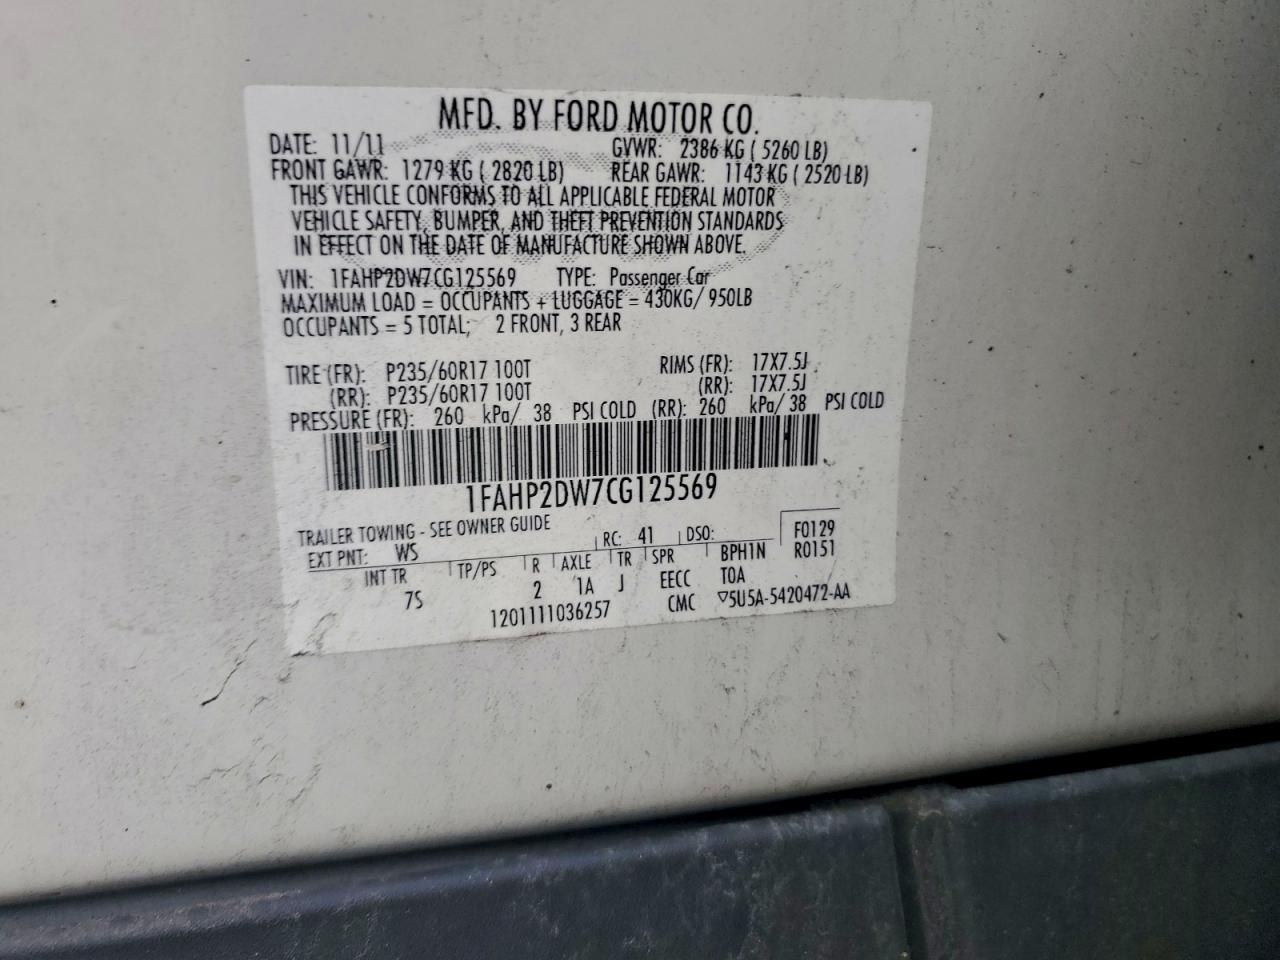 MFD. BY FORD MOTOR CO.
DATE: 11/11 GVWR: 2386 KG ( 5260 LB)
FRONT GAWR: 1279 KG ( 2820 LB) REAR GAWR: 1143 KG ( 2520 LB)
THIS VEHICLE CONFORMS TO ALL APPLICABLE FEDERAL MOTOR
VEHICLE SAFETY, BUMPER, AND THEFT PREVENTION STANDARDS
IN EFFECT ON THE DATE OF MANUFACTURE SHOWN ABOVE.
VIN: 1FAHP2DW7CG125569 TYPE: Passenger Car
MAXIMUM LOAD = OCCUPANTS + LUGGAGE = 430KG/ 950LB
OCCUPANTS = 5 TOTAL; 2 FRONT, 3 REAR
TIRE (FR): P235/60R17 100T RIMS (FR): 17X7.5J
(RR): P235/60R17 100T (RR): 17X7.5J
PRESSURE (FR): 260 kPa/ 38 PSI COLD (RR): 260 kPa/ 38 PSI COLD
1FAHP2DW7CG125569
TRAILER TOWING - SEE OWNER GUIDE
EXT PNT: WS RC: 41 DSO: F0129
INT TR TP/PS R AXLE TR SPR BPH1N R0151
7S 2 1A J EECC TOA
1201111036257 CMC ▽5U5A-5420472-AA